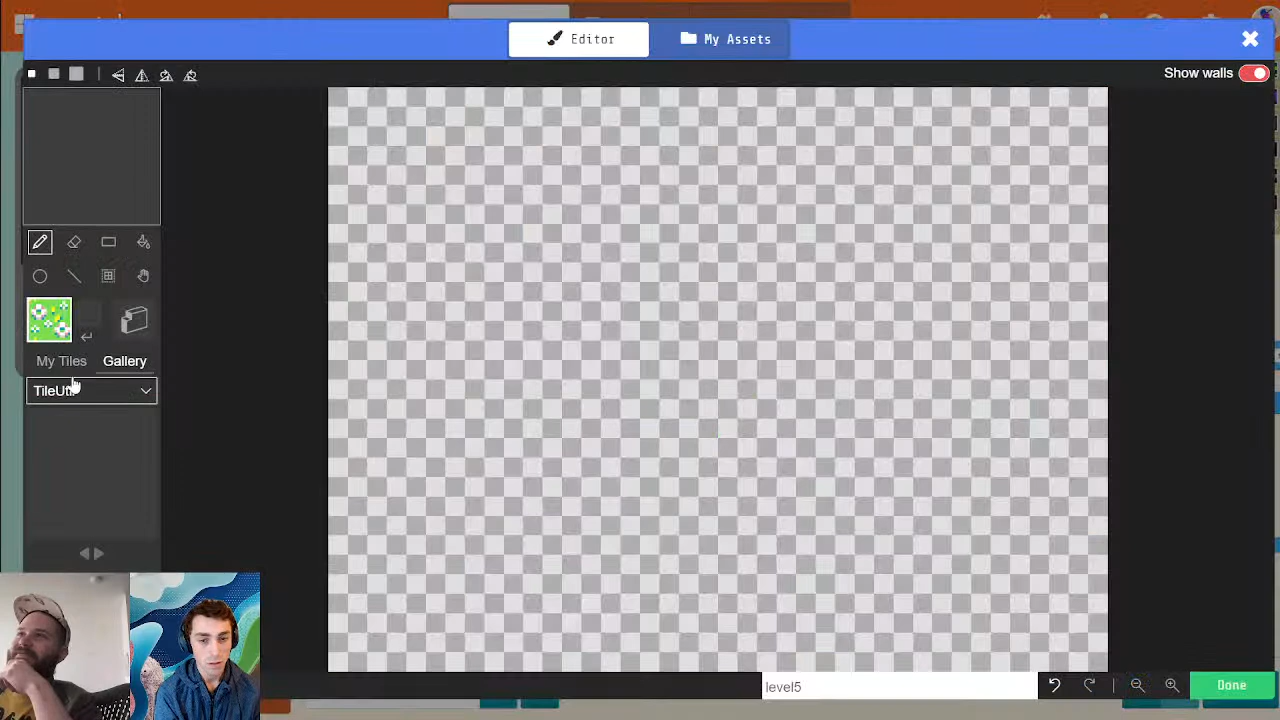 Editor
My Assets
Show walls
My Tiles
Gallery
level5
Done